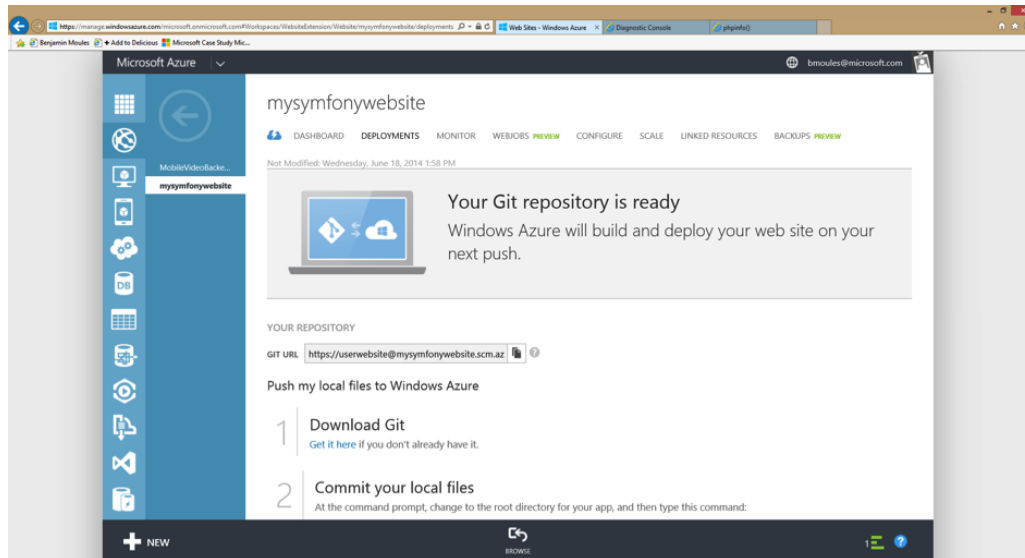 https://manage.windowsazure.com/microsoft.onmicrosoft.com#Workspaces/WebsiteExtension/Website/mysymfonywebsite/deployments
Web Sites - Windows Azure
Diagnostic Console
phpinfo()
Benjamin Moules
Add to Delicious
Microsoft Case Study Mic...
Microsoft Azure
bmoules@microsoft.com
mysymfonywebsite
DASHBOARD DEPLOYMENTS MONITOR WEBJOBS PREVIEW CONFIGURE SCALE LINKED RESOURCES BACKUPS PREVIEW
MobileVideoBacke...
mysymfonywebsite
Not Modified: Wednesday, June 18, 2014 1:58 PM
Your Git repository is ready
Windows Azure will build and deploy your web site on your
next push.
DB
YOUR REPOSITORY
GIT URL https://userwebsite@mysymfonywebsite.scm.az
Push my local files to Windows Azure
1 Download Git
Get it here if you don't already have it.
2 Commit your local files
At the command prompt, change to the root directory for your app, and then type this command:
NEW
BROWSE
1